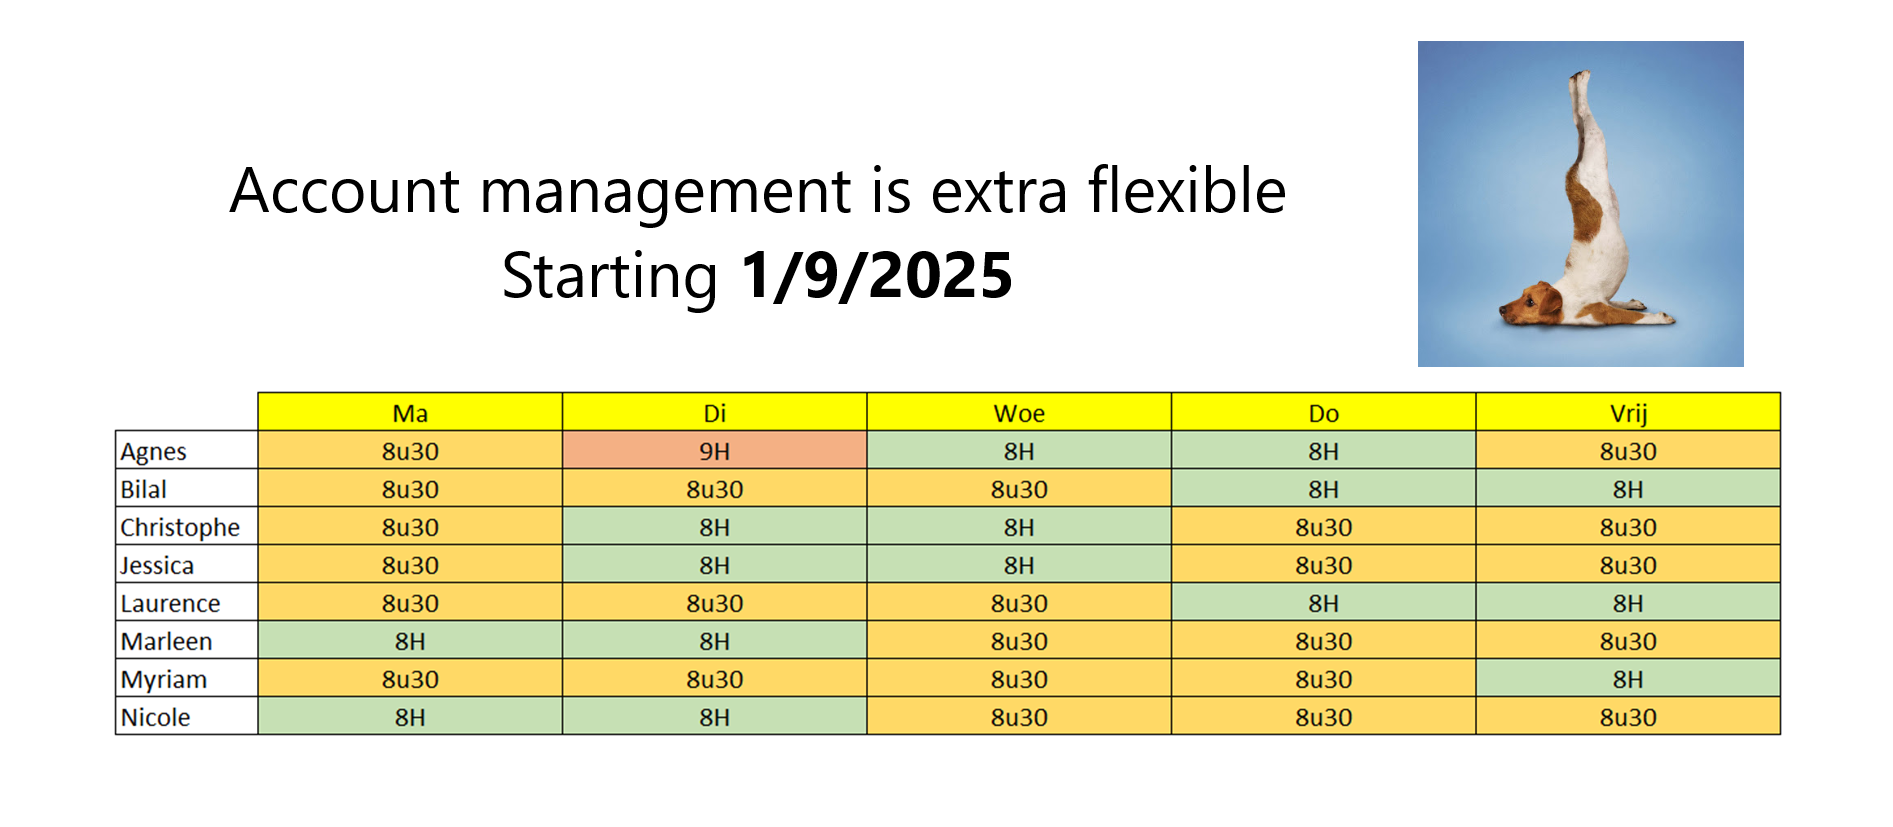 Account management is extra flexible
Starting 1/9/2025
Ma Di Woe Do Vrij
Agnes 8u30 9H 8H 8H 8u30
Bilal 8u30 8u30 8u30 8H 8H
Christophe 8u30 8H 8H 8u30 8u30
Jessica 8u30 8H 8H 8u30 8u30
Laurence 8u30 8u30 8u30 8H 8H
Marleen 8H 8H 8u30 8u30 8u30
Myriam 8u30 8u30 8u30 8u30 8H
Nicole 8H 8H 8u30 8u30 8u30